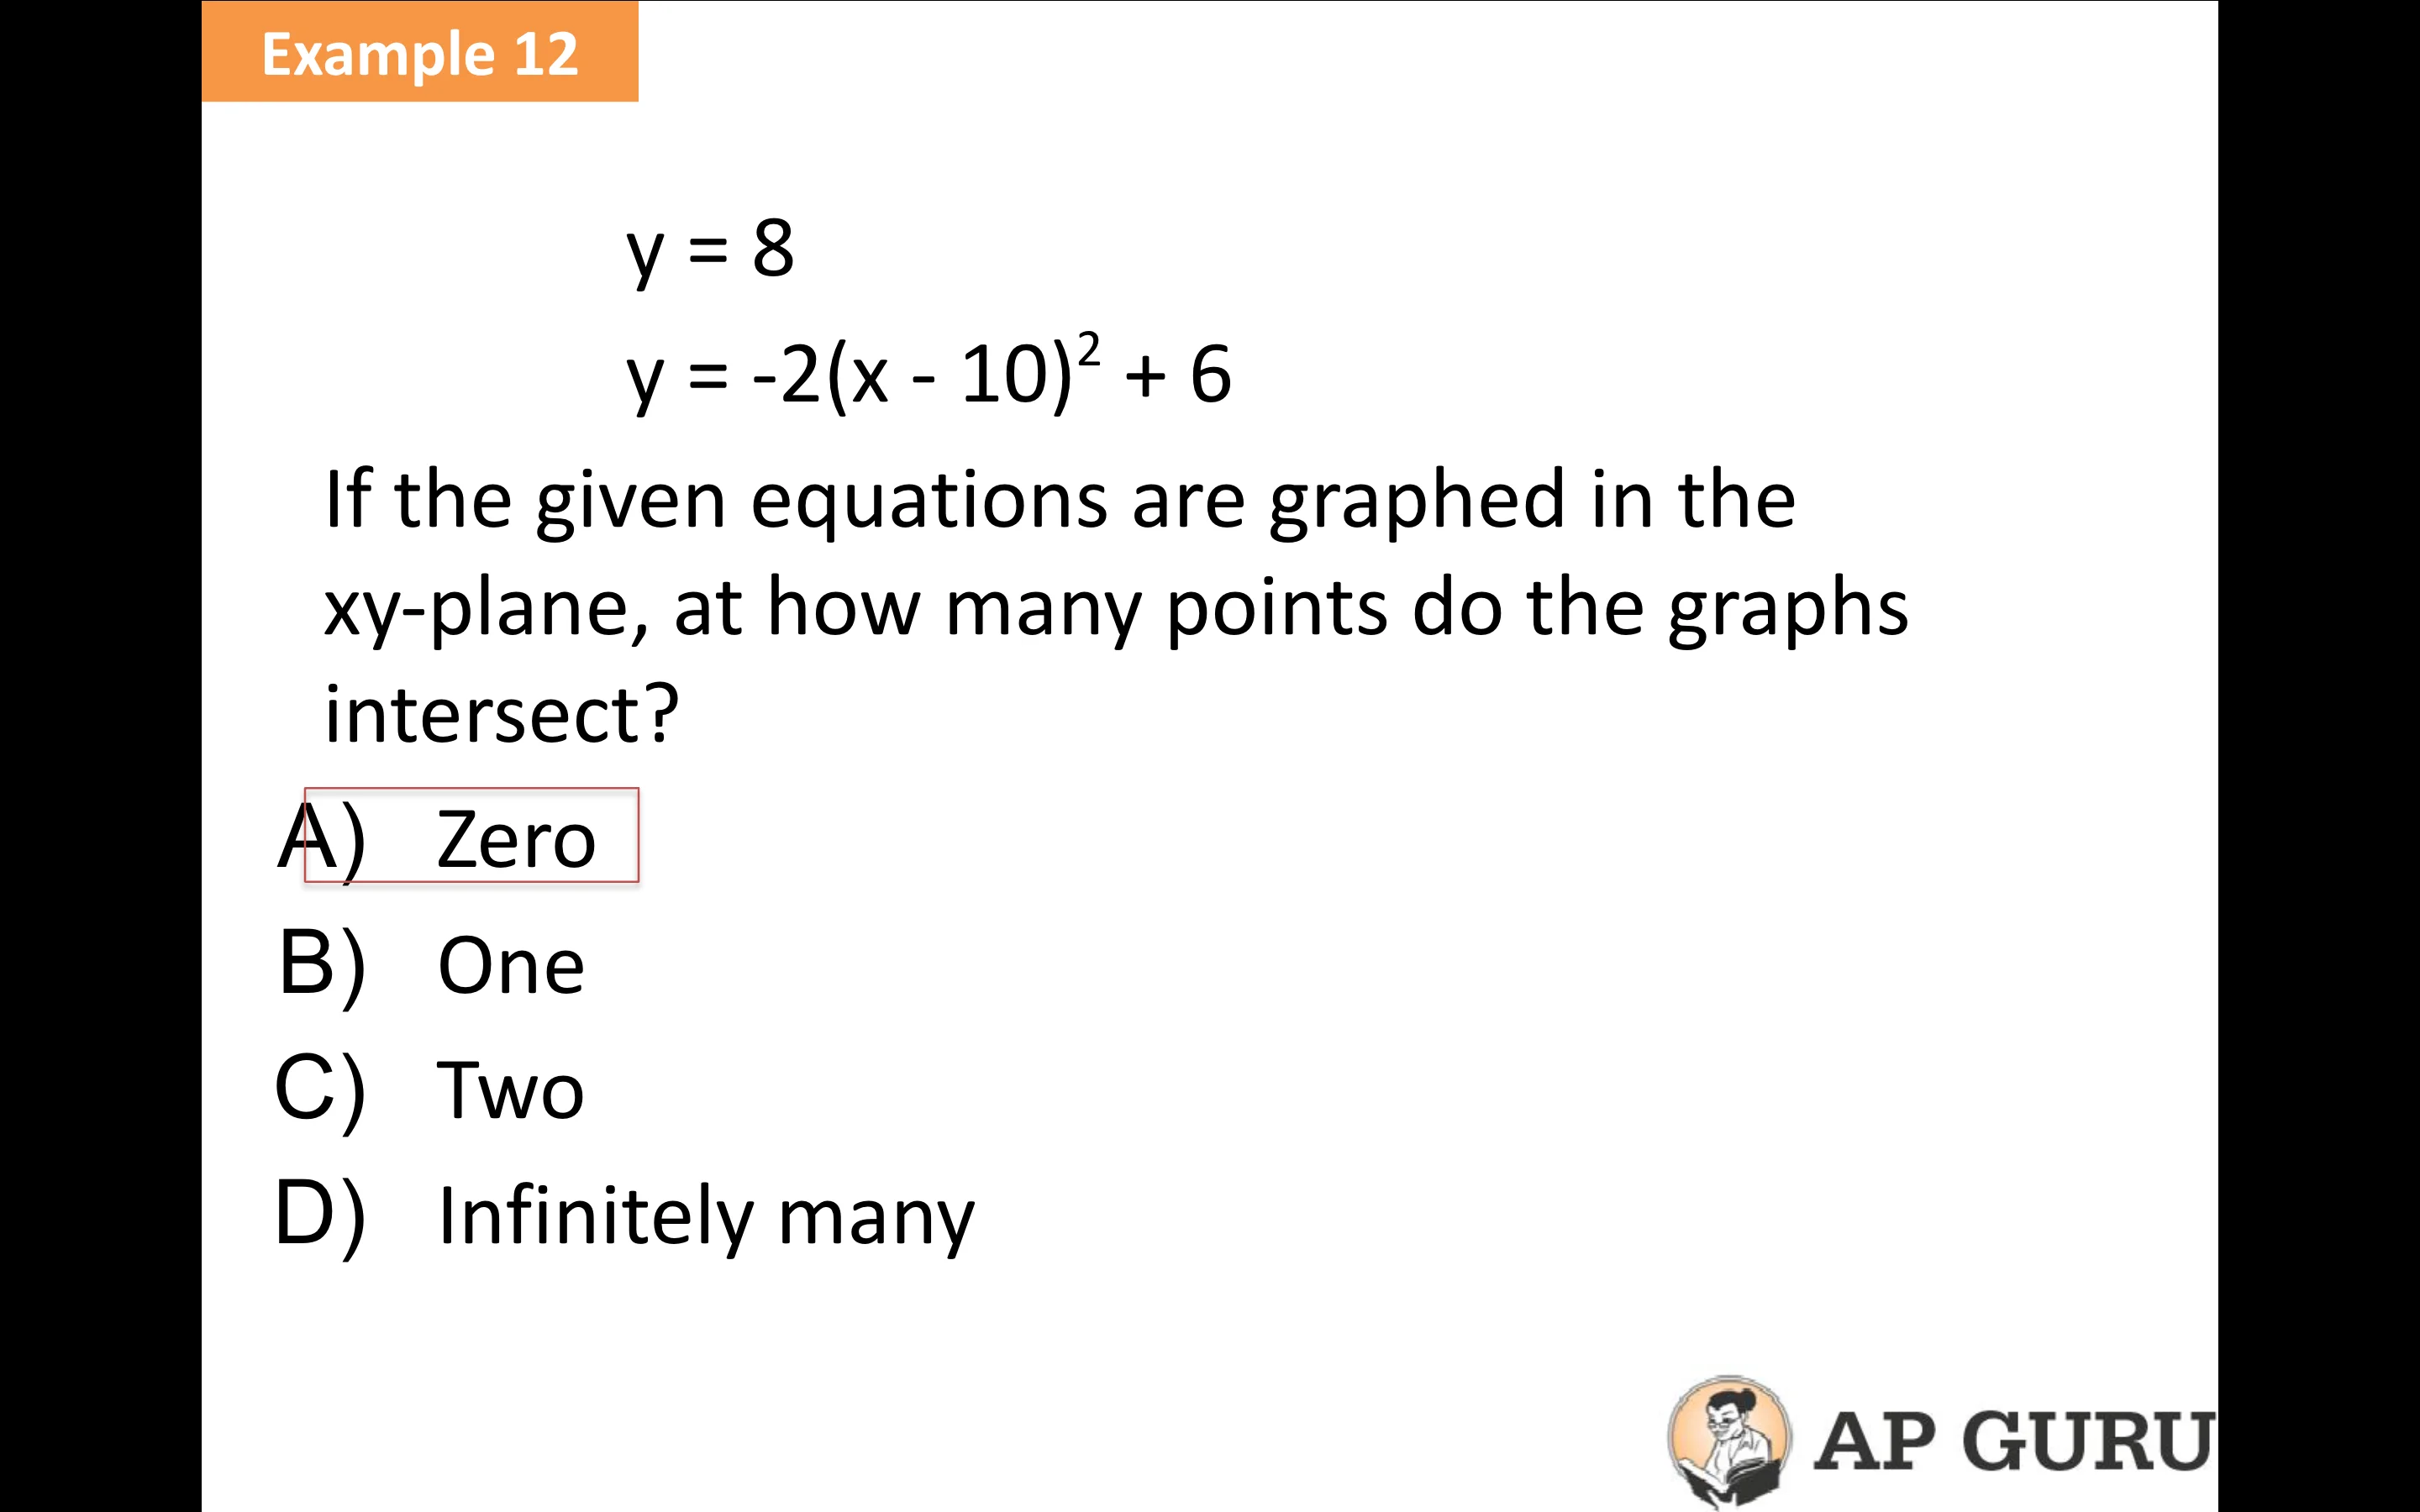 Example 12
y = 8
y = -2(x - 10)² + 6
If the given equations are graphed in the
xy-plane, at how many points do the graphs
intersect?
A) Zero
B) One
C) Two
D) Infinitely many
AP GURU